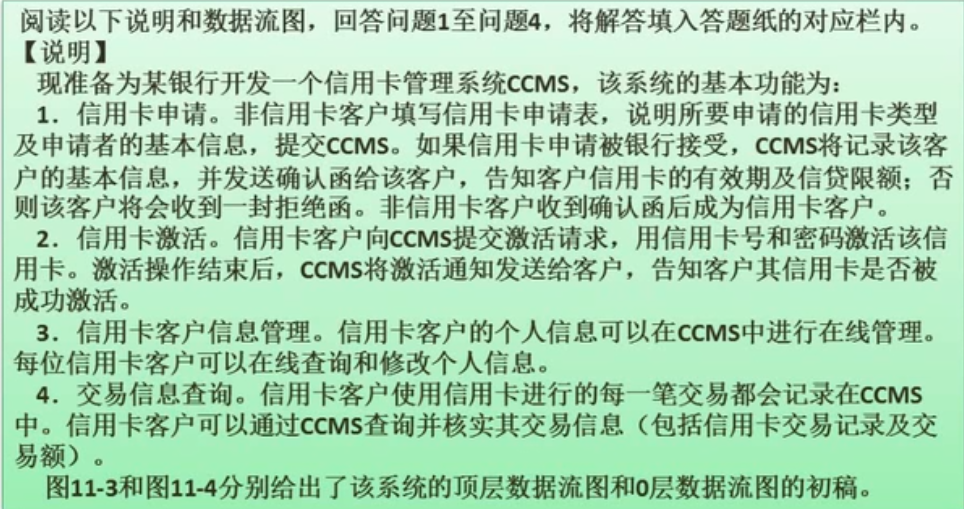 阅读以下说明和数据流图，回答问题1至问题4，将解答填入答题纸的对应栏内。
【说明】
现准备为某银行开发一个信用卡管理系统CCMS，该系统的基本功能为：
1．信用卡申请。非信用卡客户填写信用卡申请表，说明所要申请的信用卡类型
及申请者的基本信息，提交CCMS。如果信用卡申请被银行接受，CCMS将记录该客
户的基本信息，并发送确认函给该客户，告知客户信用卡的有效期及信贷限额；否
则该客户将会收到一封拒绝函。非信用卡客户收到确认函后成为信用卡客户。
2．信用卡激活。信用卡客户向CCMS提交激活请求，用信用卡号和密码激活该信
用卡。激活操作结束后，CCMS将激活通知发送给客户，告知客户其信用卡是否被
成功激活。
3．信用卡客户信息管理。信用卡客户的个人信息可以在CCMS中进行在线管理。
每位信用卡客户可以在线查询和修改个人信息。
4．交易信息查询。信用卡客户使用信用卡进行的每一笔交易都会记录在CCMS
中。信用卡客户可以通过CCMS查询并核实其交易信息（包括信用卡交易记录及交
易额）。
图11-3和图11-4分别给出了该系统的顶层数据流图和0层数据流图的初稿。